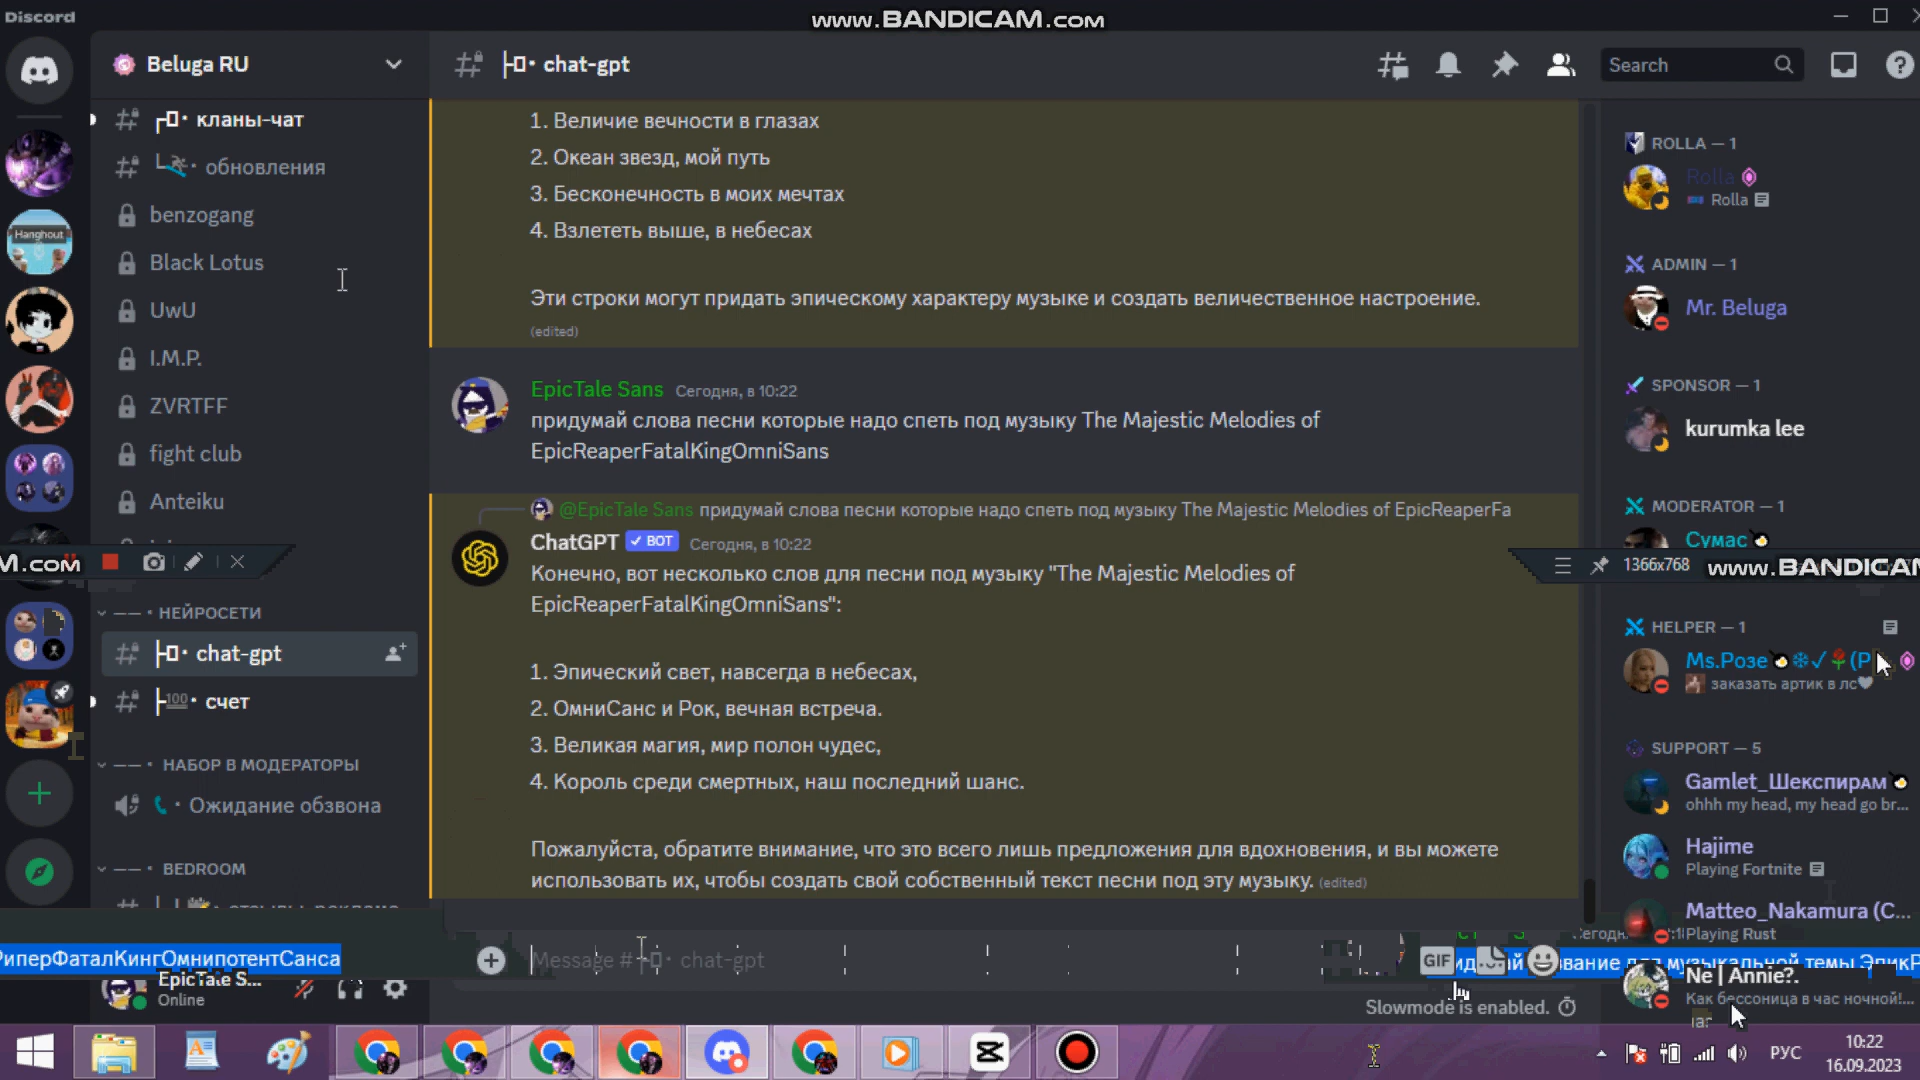 Discord
www.BANDICAM.com
Beluga RU
chat-gpt
Search
кланы-чат
обновления
benzogang
Black Lotus
UwU
I.M.P.
ZVRTFF
fight club
Anteiku
M.COM
НЕЙРОСЕТИ
chat-gpt
счет
НАБОР В МОДЕРАТОРЫ
Ожидание обзвона
BEDROOM
РиперФаталКингОмнипотентСанса
EpicTale S...
Online
1. Величие вечности в глазах
2. Океан звезд, мой путь
3. Бесконечность в моих мечтах
4. Взлететь выше, в небесах
Эти строки могут придать эпическому характеру музыке и создать величественное настроение.
(edited)
EpicTale Sans Сегодня, в 10:22
придумай слова песни которые надо спеть под музыку The Majestic Melodies of
EpicReaperFatalKingOmniSans
@EpicTale Sans придумай слова песни которые надо спеть под музыку The Majestic Melodies of EpicReaperFa
ChatGPT BOT Сегодня, в 10:22
Конечно, вот несколько слов для песни под музыку "The Majestic Melodies of
EpicReaperFatalKingOmniSans":
1. Эпический свет, навсегда в небесах,
2. ОмниСанс и Рок, вечная встреча.
3. Великая магия, мир полон чудес,
4. Король среди смертных, наш последний шанс.
Пожалуйста, обратите внимание, что это всего лишь предложения для вдохновения, и вы можете
использовать их, чтобы создать свой собственный текст песни под эту музыку. (edited)
Message # chat-gpt
GIF
для музыкальной темы
Slowmode is enabled.
ROLLA — 1
Rolla
Rolla
ADMIN — 1
Mr. Beluga
SPONSOR — 1
kurumka lee
MODERATOR — 1
Сумас
1366x768
www.BANDICAM
HELPER — 1
Ms.Розе
заказать артик в лс
SUPPORT — 5
Gamlet_Шекспирам
ohhh my head, my head go br...
Hajime
Playing Fortnite
Matteo_Nakamura (C...
Playing Rust
Ne | Annie?.
Как бессоница в час ночной!...
Hanghout
РУС
10:22
16.09.2023